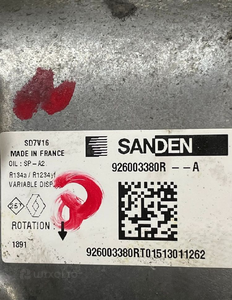 SD7V16
MADE IN FRANCE
OIL: SP-A2
R134a / R1234yf
VARIABLE DISP.
SANDEN
926003380R --A
ROTATION:
1891
926003380RT01513011262